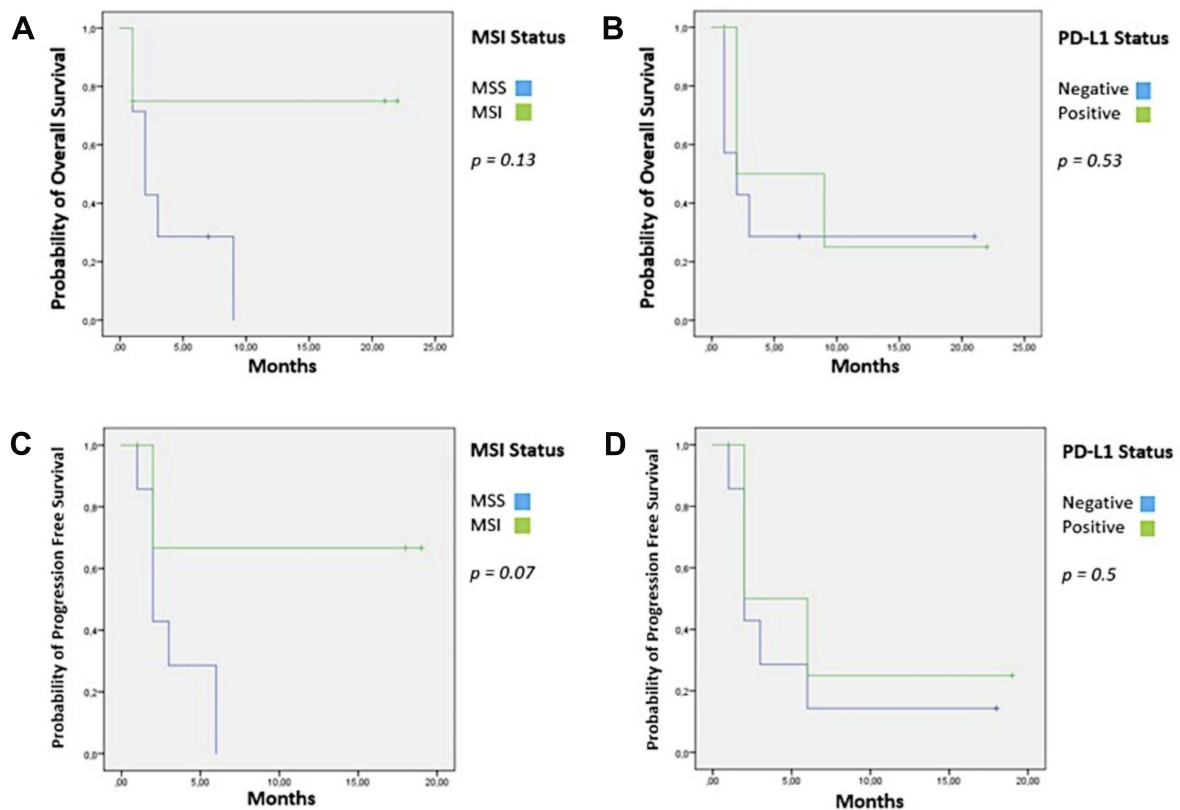 A
Probability of Overall Survival
1,0
0,8
0,6
0,4
0,2
0,0
,00
5,00
10,00
15,00
20,00
25,00
Months
MSI Status
MSS
MSI
p = 0.13
B
Probability of Overall Survival
1,0
0,8
0,6
0,4
0,2
0,0
,00
5,00
10,00
15,00
20,00
25,00
Months
PD-L1 Status
Negative
Positive
p = 0.53
C
Probability of Progression Free Survival
1,0
0,8
0,6
0,4
0,2
0,0
,00
5,00
10,00
15,00
20,00
Months
MSI Status
MSS
MSI
p = 0.07
D
Probability of Progression Free Survival
1,0
0,8
0,6
0,4
0,2
0,0
,00
5,00
10,00
15,00
20,00
Months
PD-L1 Status
Negative
Positive
p = 0.5